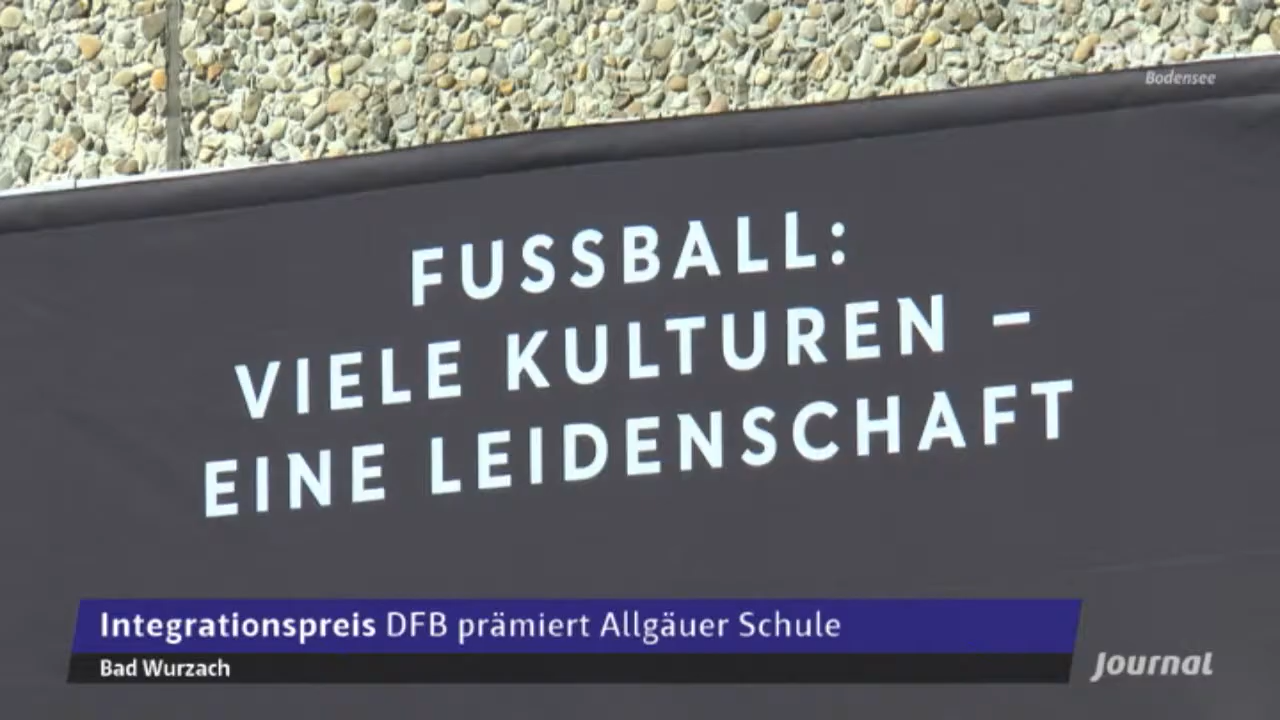 Bodensee
FUSSBALL:
VIELE KULTUREN –
EINE LEIDENSCHAFT
Integrationspreis DFB prämiert Allgäuer Schule
Bad Wurzach
Journal